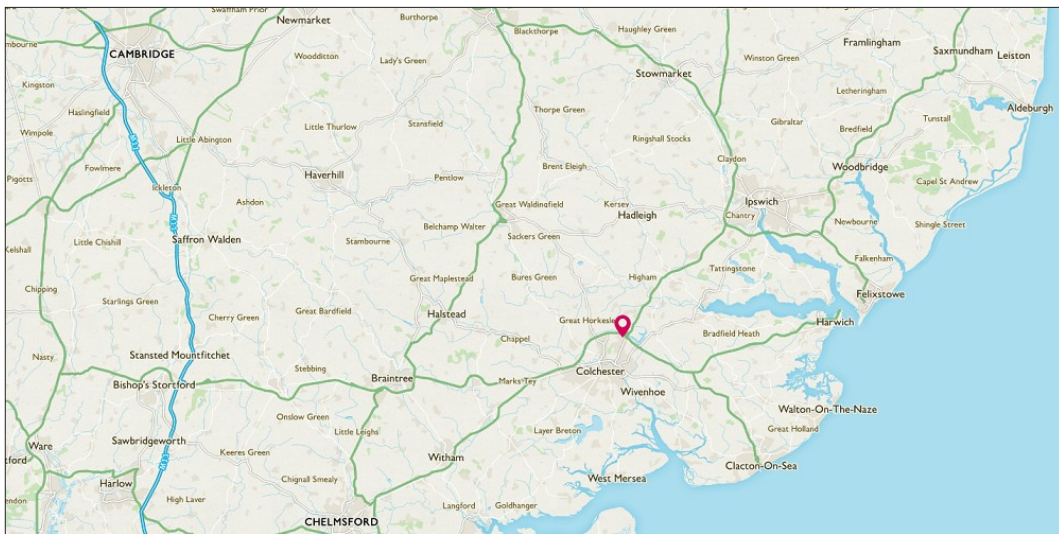 Swaffham Prior
Newmarket
Burthorpe
Blackthorpe
Haughley Green
Framlingham
Saxmundham
Leiston
CAMBRIDGE
Woodditton
Lady's Green
Winston Green
Stowmarket
Kingston
Letheringham
Aldeburgh
Haslingfield
Thorpe Green
Tunstall
Wimpole
Little Abington
Little Thurlow
Stansfield
Ringshall Stocks
Gibraltar
Bredfield
M11
Fowlmere
Brent Eleigh
Claydon
Woodbridge
Pigotts
Ickleton
Haverhill
Pentlow
Capel St Andrew
Ashdon
Great Waldingfield
Kersey
Ipswich
Hadleigh
Chantry
Newbourne
Shingle Street
M11
Kelshall
Little Chishill
Saffron Walden
Stambourne
Belchamp Walter
Sackers Green
Falkenham
Tattingstone
Chipping
Great Maplestead
Bures Green
Higham
Felixstowe
Starlings Green
Cherry Green
Great Bardfield
Halstead
Great Horkesley
Harwich
Bradfield Heath
Chappel
Nasty
Stansted Mountfitchet
Stebbing
Colchester
Braintree
Marks Tey
Bishop's Stortford
Wivenhoe
Walton-On-The-Naze
Onslow Green
Great Holland
Little Leighs
Layer Breton
Ware
Sawbridgeworth
Keeres Green
Witham
M11
Clacton-On-Sea
Harlow
Chignall Smealy
West Mersea
High Laver
Langford
Goldhanger
CHELMSFORD